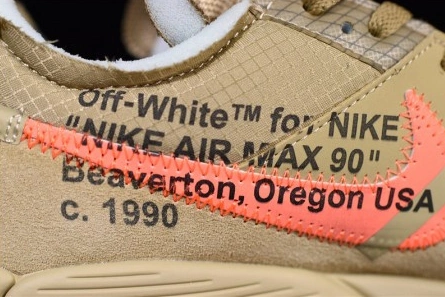 Off-White™ for NIKE
"NIKE AIR MAX 90"
Beaverton, Oregon USA
c. 1990